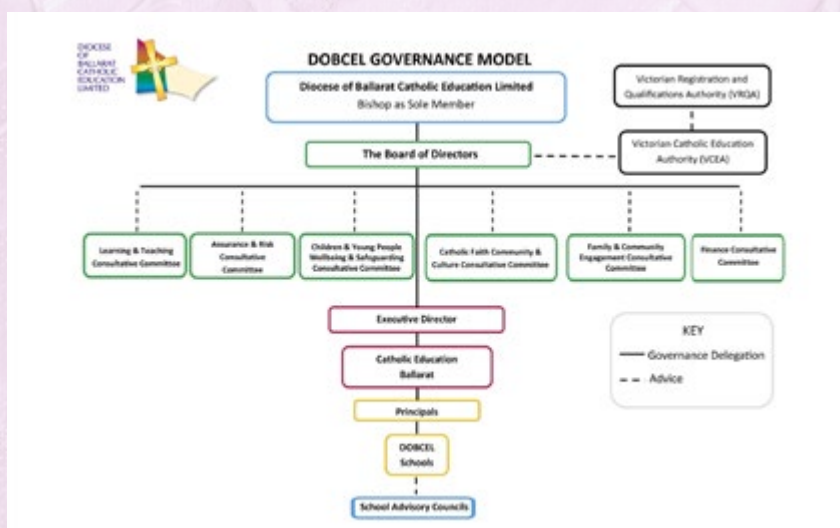 DIOCESE
OF
BALLARAT
CATHOLIC
EDUCATION
LIMITED
DOBCEL GOVERNANCE MODEL
Diocese of Ballarat Catholic Education Limited
Bishop as Sole Member
Victorian Registration and
Qualifications Authority (VRQA)
The Board of Directors
Victorian Catholic Education
Authority (VCEA)
Learning & Teaching
Consultative Committee
Assurance & Risk
Consultative
Committee
Children & Young People
Wellbeing & Safeguarding
Consultative Committee
Catholic Faith Community &
Culture Consultative Committee
Family & Community
Engagement Consultative
Committee
Finance Consultative
Committee
Executive Director
Catholic Education
Ballarat
Principals
DOBCEL
Schools
School Advisory Councils
KEY
Governance Delegation
Advice